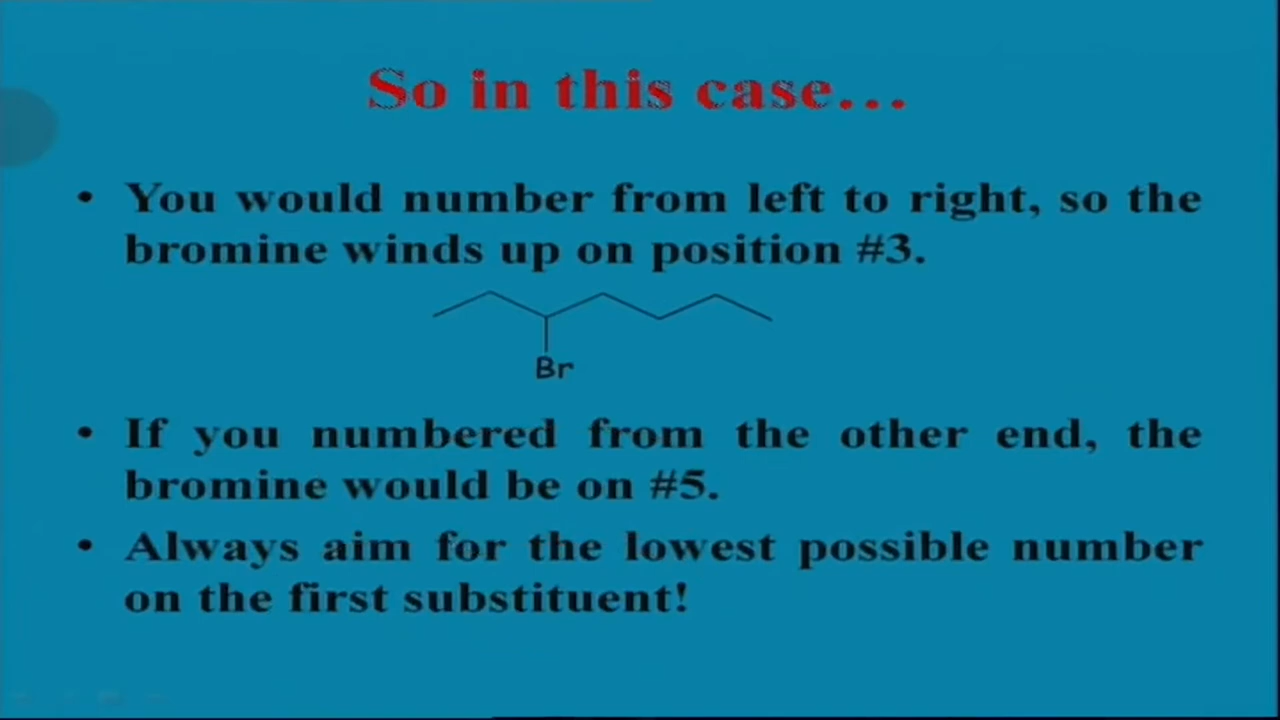 So in this case...
• You would number from left to right, so the
bromine winds up on position #3.
Br
• If you numbered from the other end, the
bromine would be on #5.
• Always aim for the lowest possible number
on the first substituent!